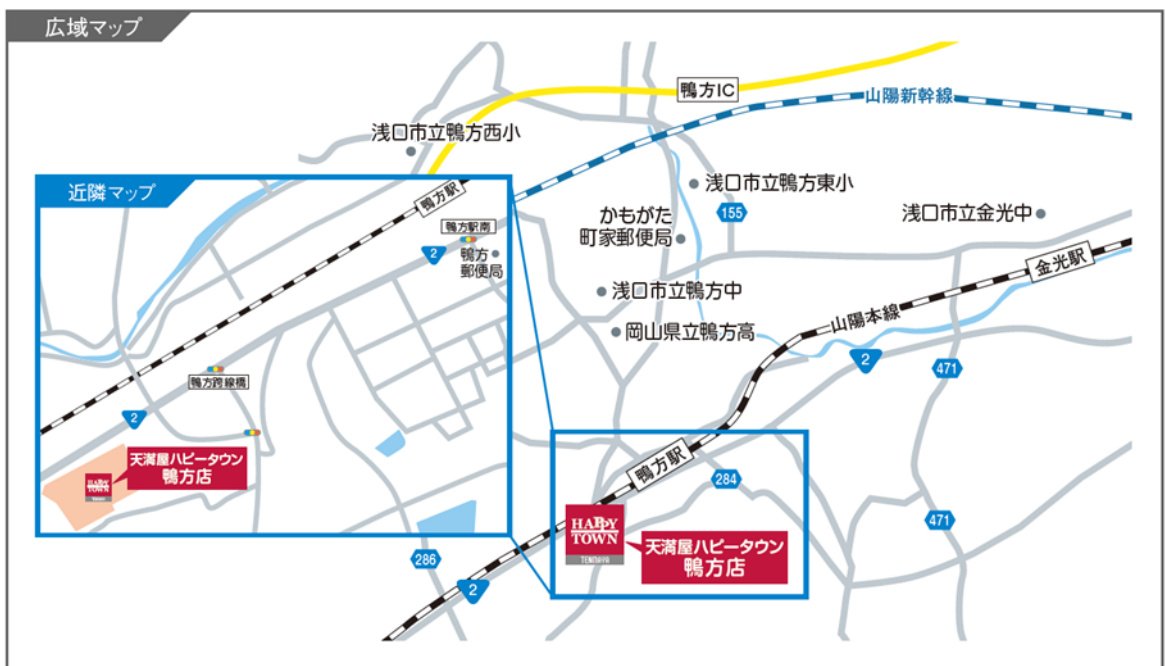 広域マップ
鴨方IC
山陽新幹線
浅口市立鴨方西小
浅口市立鴨方東小
155
かもがた
町家郵便局
浅口市立金光中
金光駅
浅口市立鴨方中
山陽本線
岡山県立鴨方高
2
471
鴨方駅
284
471
HAPPY
TOWN
TENMAYA
天満屋ハピータウン
鴨方店
286
2
近隣マップ
鴨方駅
鴨方駅南
2
鴨方
郵便局
鴨方跨線橋
2
HAPPY
TOWN
天満屋ハピータウン
鴨方店